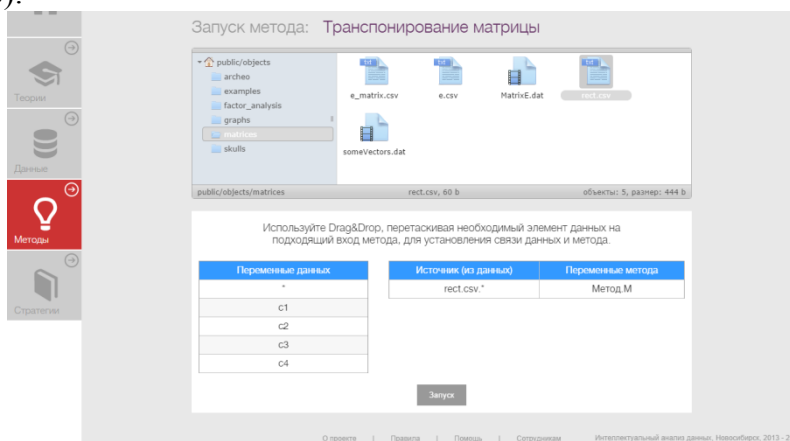 Запуск метода: Транспонирование матрицы
public/objects
archeo
examples
factor_analysis
graphs
matrices
skulls
e_matrix.csv
e.csv
MatrixE.dat
rect.csv
someVectors.dat
public/objects/matrices
rect.csv, 60 b
объекты: 5, размер: 444 b
Теории
Данные
Методы
Стратегии
Используйте Drag&Drop, перетаскивая необходимый элемент данных на
подходящий вход метода, для установления связи данных и метода.
Переменные данных
*
c1
c2
c3
c4
Источник (из данных)
Переменные метода
rect.csv.*
Метод.М
Запуск
О проекте | Правила | Помощь | Сотрудникам
Интеллектуальный анализ данных, Новосибирск, 2013 - 2